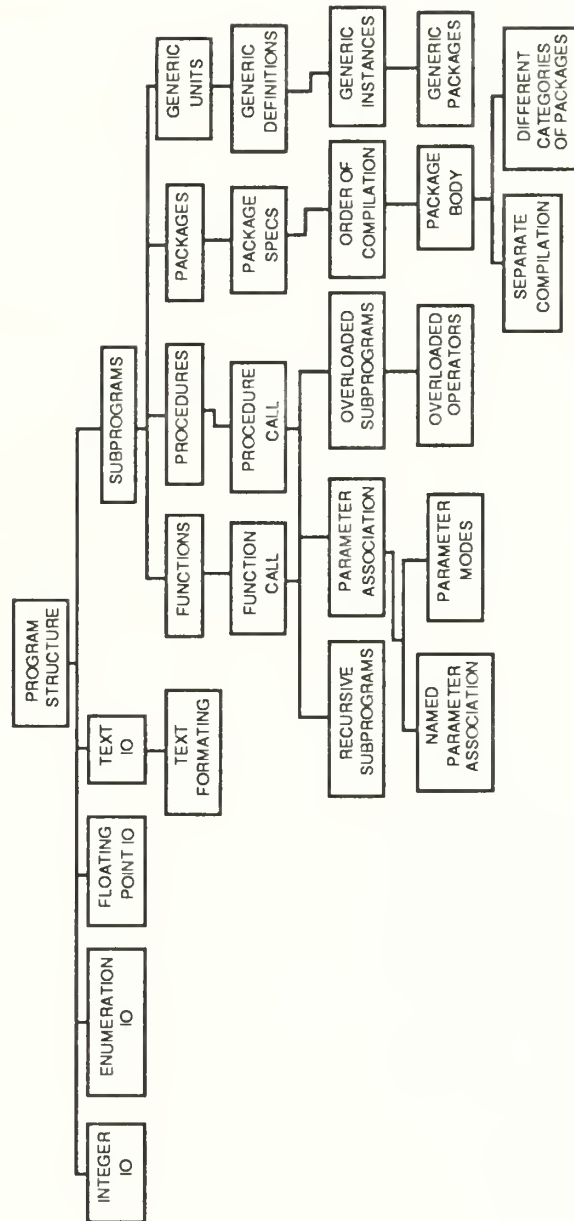 PROGRAM
STRUCTURE
INTEGER
IO
ENUMERATION
IO
FLOATING
POINT IO
TEXT
IO
SUBPROGRAMS
TEXT
FORMATING
FUNCTIONS
PROCEDURES
PACKAGES
GENERIC
UNITS
FUNCTION
CALL
PROCEDURE
CALL
PACKAGE
SPECS
GENERIC
DEFINITIONS
RECURSIVE
SUBPROGRAMS
PARAMETER
ASSOCIATION
OVERLOADED
SUBPROGRAMS
ORDER OF
COMPILATION
GENERIC
INSTANCES
NAMED
PARAMETER
ASSOCIATION
PARAMETER
MODES
OVERLOADED
OPERATORS
PACKAGE
BODY
GENERIC
PACKAGES
SEPARATE
COMPILATION
DIFFERENT
CATEGORIES
OF PACKAGES